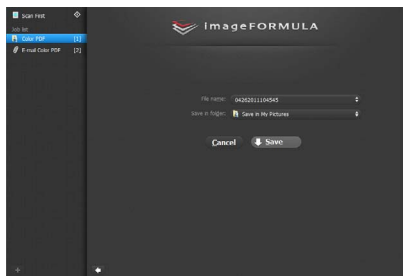 Scan First
Job list
Color PDF [1]
E-mail Color PDF [2]
imageFORMULA
File name: 04262011104545
Save in folder: Save in My Pictures
Cancel Save